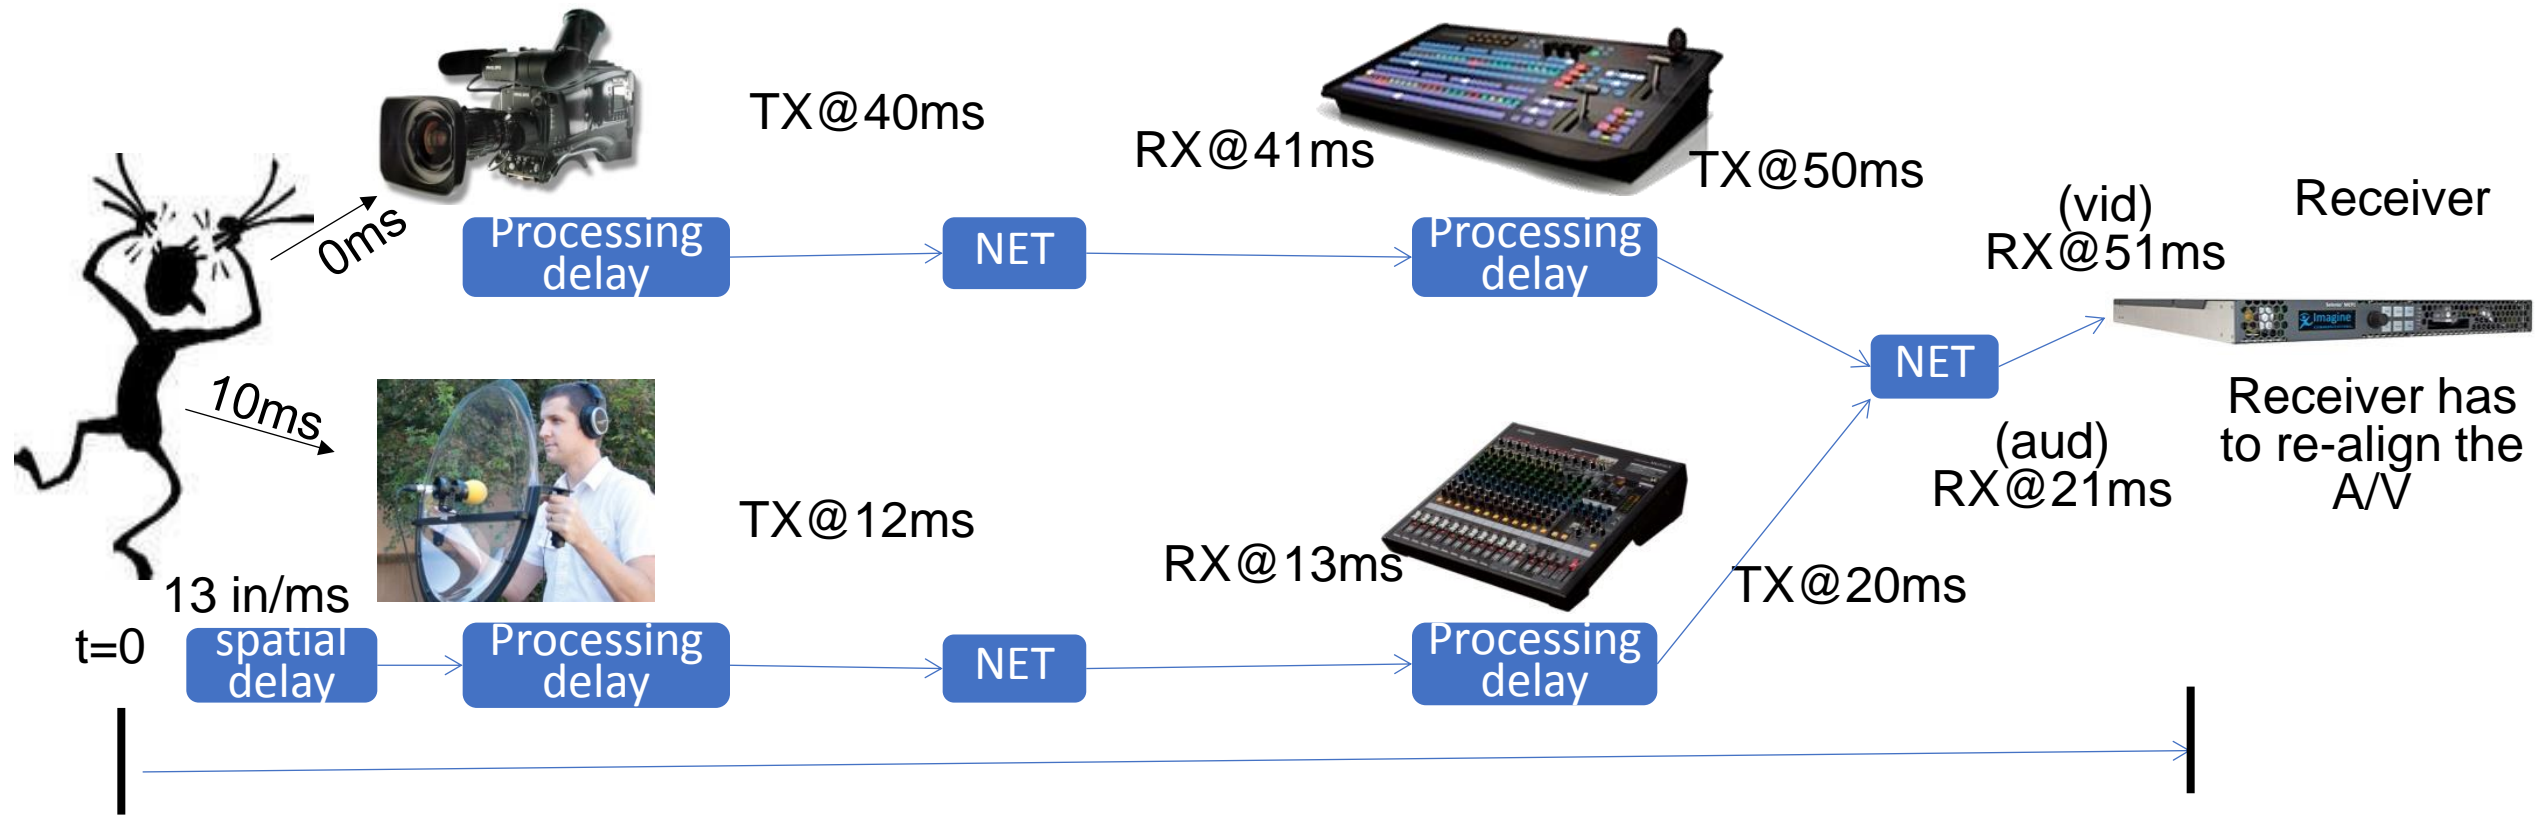 TX@40ms
RX@41ms
TX@50ms
(vid)
RX@51ms
Receiver
0ms
Processing
delay
NET
Processing
delay
Imagine
NET
10ms
Receiver has
to re-align the
A/V
(aud)
RX@21ms
TX@12ms
RX@13ms
TX@20ms
13 in/ms
t=0
spatial
delay
Processing
delay
NET
Processing
delay